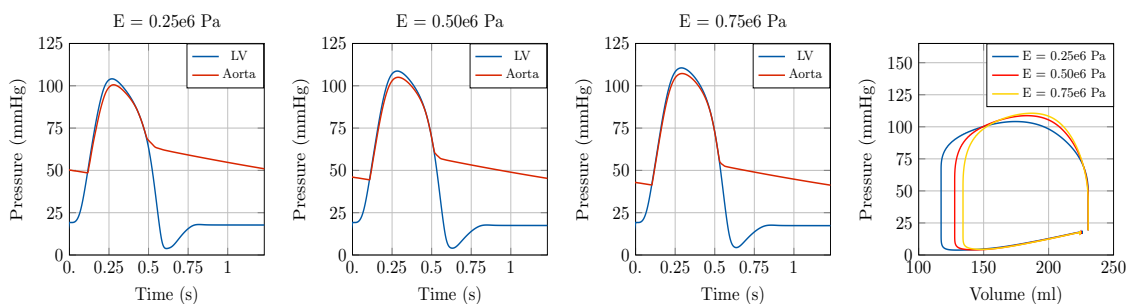 E = 0.25e6 Pa
Pressure (mmHg)
125
100
75
50
25
0
0. 0.25 0.5 0.75 1
Time (s)
LV
Aorta
E = 0.50e6 Pa
Pressure (mmHg)
125
100
75
50
25
0
0. 0.25 0.5 0.75 1
Time (s)
LV
Aorta
E = 0.75e6 Pa
Pressure (mmHg)
125
100
75
50
25
0
0. 0.25 0.5 0.75 1
Time (s)
LV
Aorta
Pressure (mmHg)
150
125
100
75
50
25
0
100 150 200 250
Volume (ml)
E = 0.25e6 Pa
E = 0.50e6 Pa
E = 0.75e6 Pa